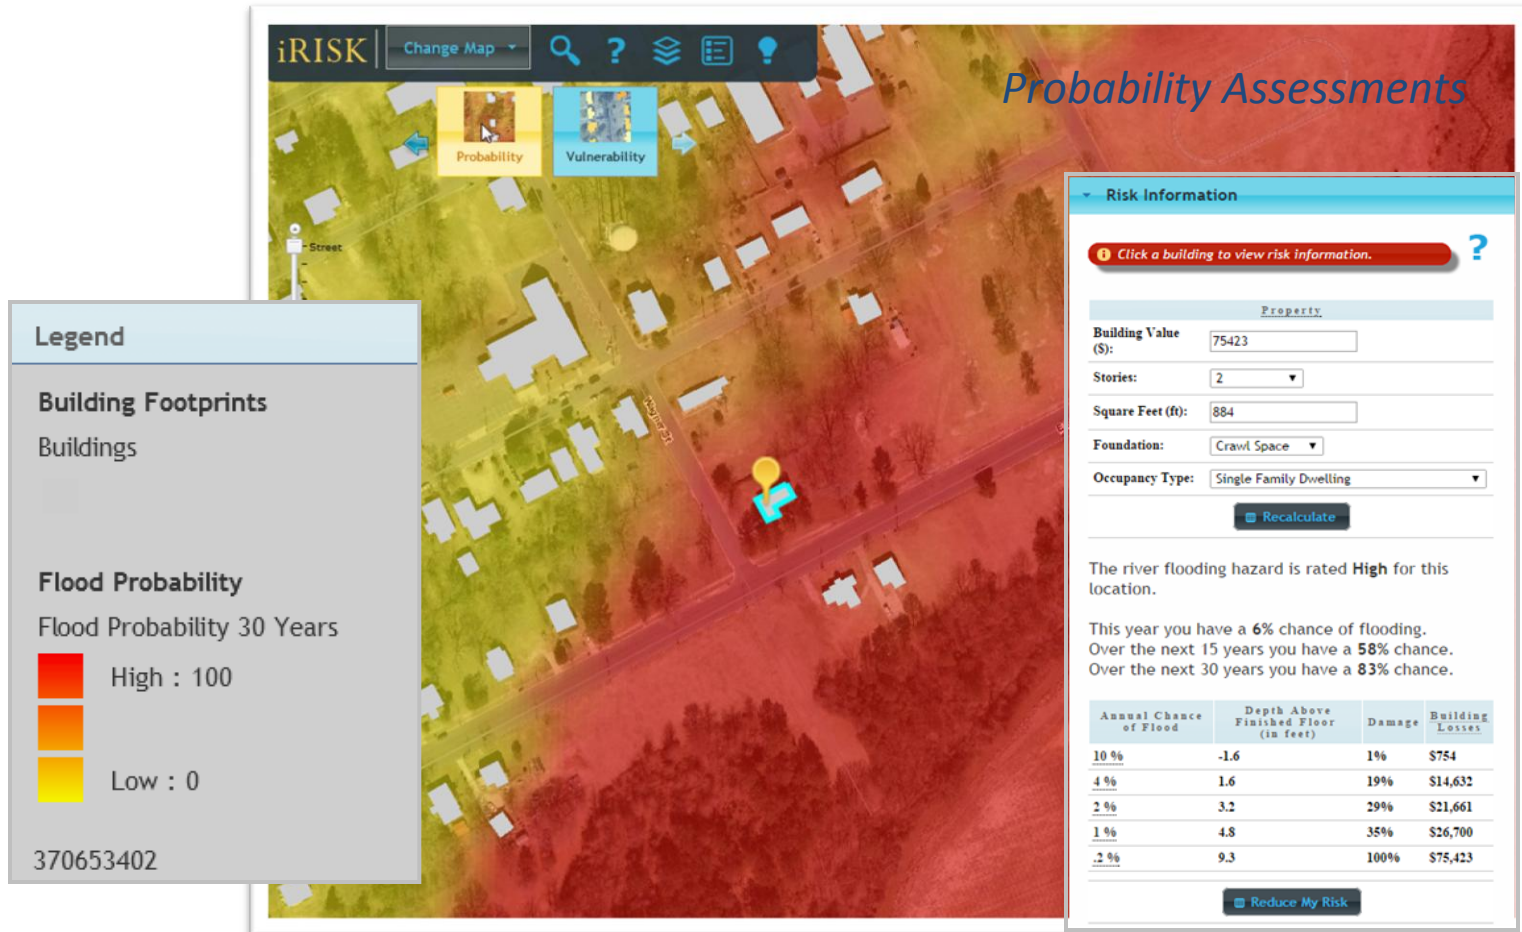 iRISK
Change Map
?
Probability Assessments
Probability
Vulnerability
Street
Wayne St
Legend
Building Footprints
Buildings
Flood Probability
Flood Probability 30 Years
High : 100
Low : 0
370653402
Risk Information
Click a building to view risk information.
?
Property
Building Value
($):
75423
Stories:
2
Square Feet (ft):
884
Foundation:
Crawl Space
Occupancy Type:
Single Family Dwelling
Recalculate
The river flooding hazard is rated High for this
location.
This year you have a 6% chance of flooding.
Over the next 15 years you have a 58% chance.
Over the next 30 years you have a 83% chance.
Annual Chance
of Flood
Depth Above
Finished Floor
(in feet)
Damage
Building
Losses
10 % -1.6 1% $754
4 % 1.6 19% $14,632
2 % 3.2 29% $21,661
1 % 4.8 35% $26,700
.2 % 9.3 100% $75,423
Reduce My Risk